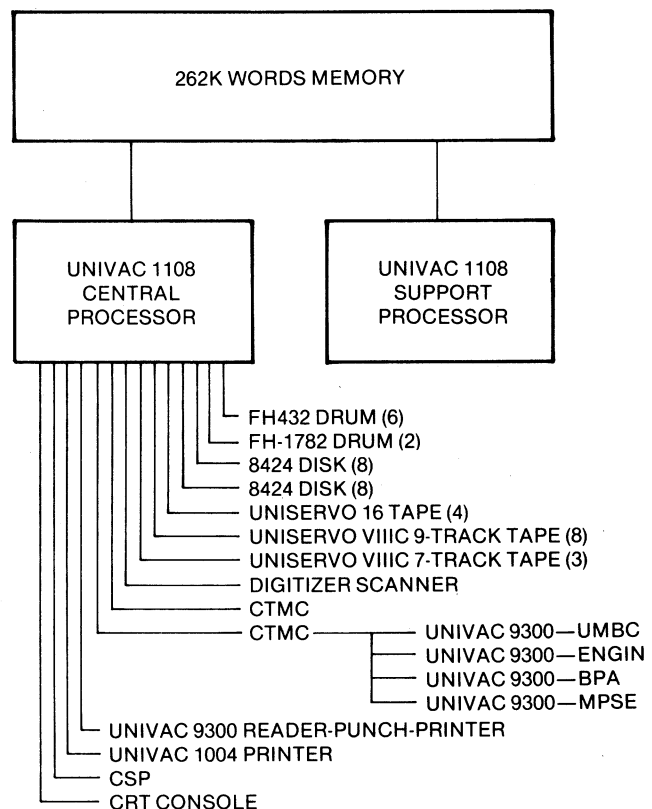 262K WORDS MEMORY
UNIVAC 1108
CENTRAL
PROCESSOR
UNIVAC 1108
SUPPORT
PROCESSOR
FH432 DRUM (6)
FH-1782 DRUM (2)
8424 DISK (8)
8424 DISK (8)
UNISERVO 16 TAPE (4)
UNISERVO VIIIC 9-TRACK TAPE (8)
UNISERVO VIIIC 7-TRACK TAPE (3)
DIGITIZER SCANNER
CTMC
CTMC
UNIVAC 9300—UMBC
UNIVAC 9300—ENGIN
UNIVAC 9300—BPA
UNIVAC 9300—MPSE
UNIVAC 9300 READER-PUNCH-PRINTER
UNIVAC 1004 PRINTER
CSP
CRT CONSOLE